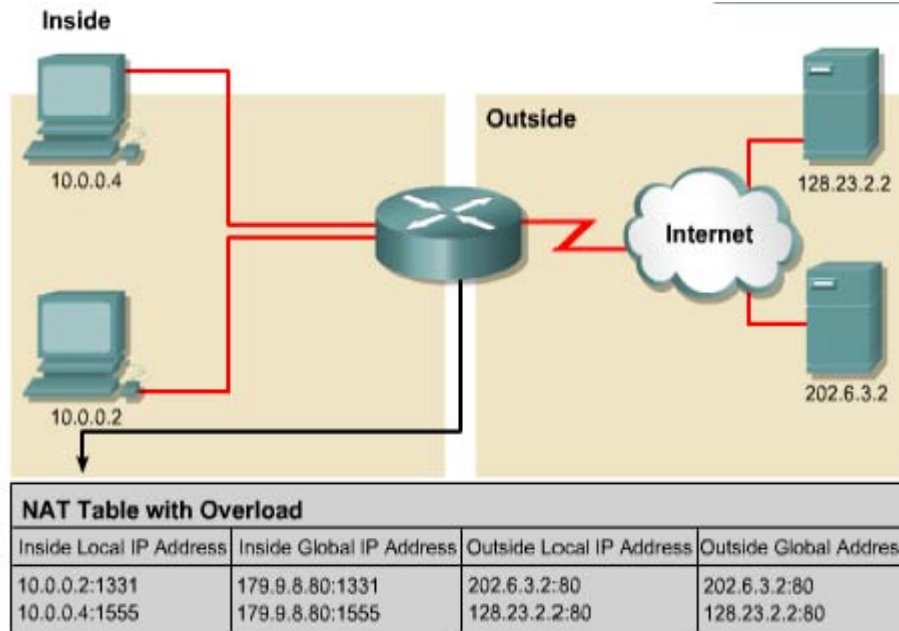 Inside
10.0.0.4
10.0.0.2
Outside
Internet
128.23.2.2
202.6.3.2
NAT Table with Overload
Inside Local IP Address Inside Global IP Address Outside Local IP Address Outside Global Addres
10.0.0.2:1331 179.9.8.80:1331 202.6.3.2:80 202.6.3.2:80
10.0.0.4:1555 179.9.8.80:1555 128.23.2.2:80 128.23.2.2:80